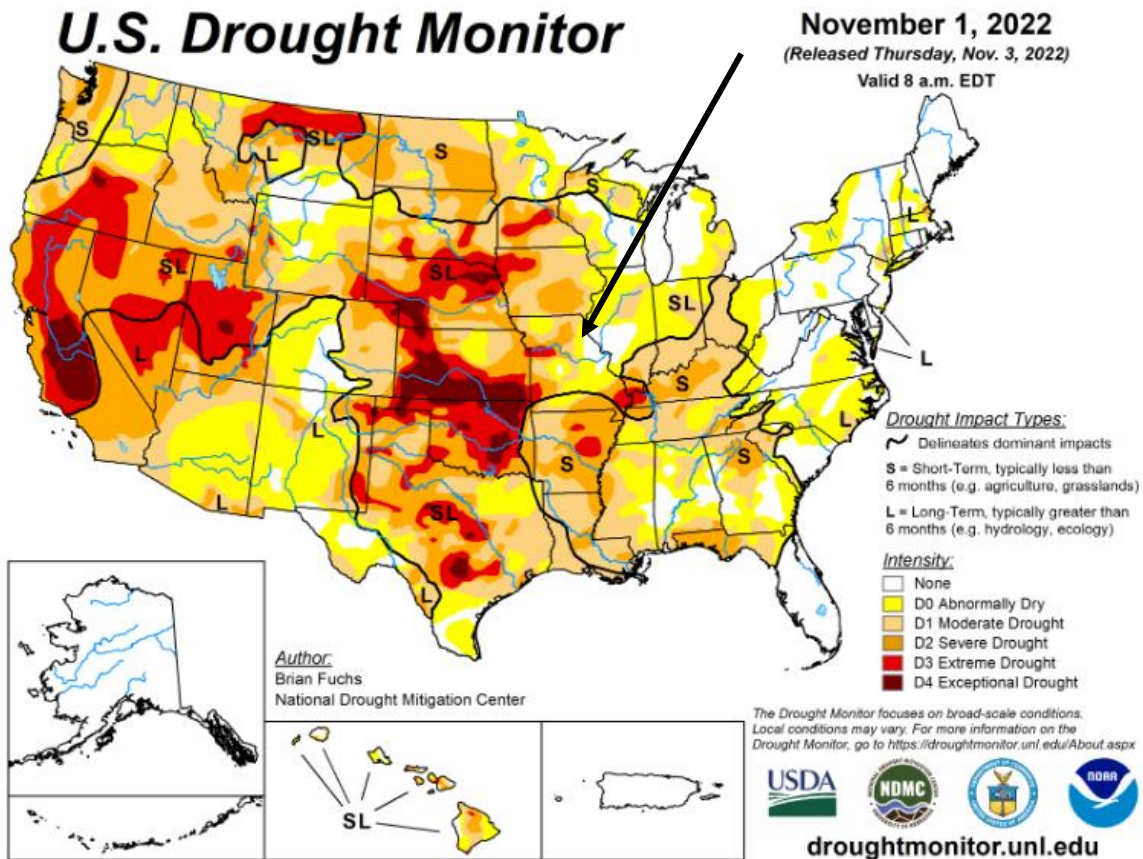 U.S. Drought Monitor
November 1, 2022
(Released Thursday, Nov. 3, 2022)
Valid 8 a.m. EDT
S
SL
L
S
S
L
SL
SL
SL
L
S
L
L
L
S
S
L
L
SL
L
Drought Impact Types:
Delineates dominant impacts
S = Short-Term, typically less than
6 months (e.g. agriculture, grasslands)
L = Long-Term, typically greater than
6 months (e.g. hydrology, ecology)
Intensity:
None
D0 Abnormally Dry
D1 Moderate Drought
D2 Severe Drought
D3 Extreme Drought
D4 Exceptional Drought
Author:
Brian Fuchs
National Drought Mitigation Center
SL
The Drought Monitor focuses on broad-scale conditions.
Local conditions may vary. For more information on the
Drought Monitor, go to https://droughtmonitor.unl.edu/About.aspx
USDA
NDMC
NOAA
droughtmonitor.unl.edu